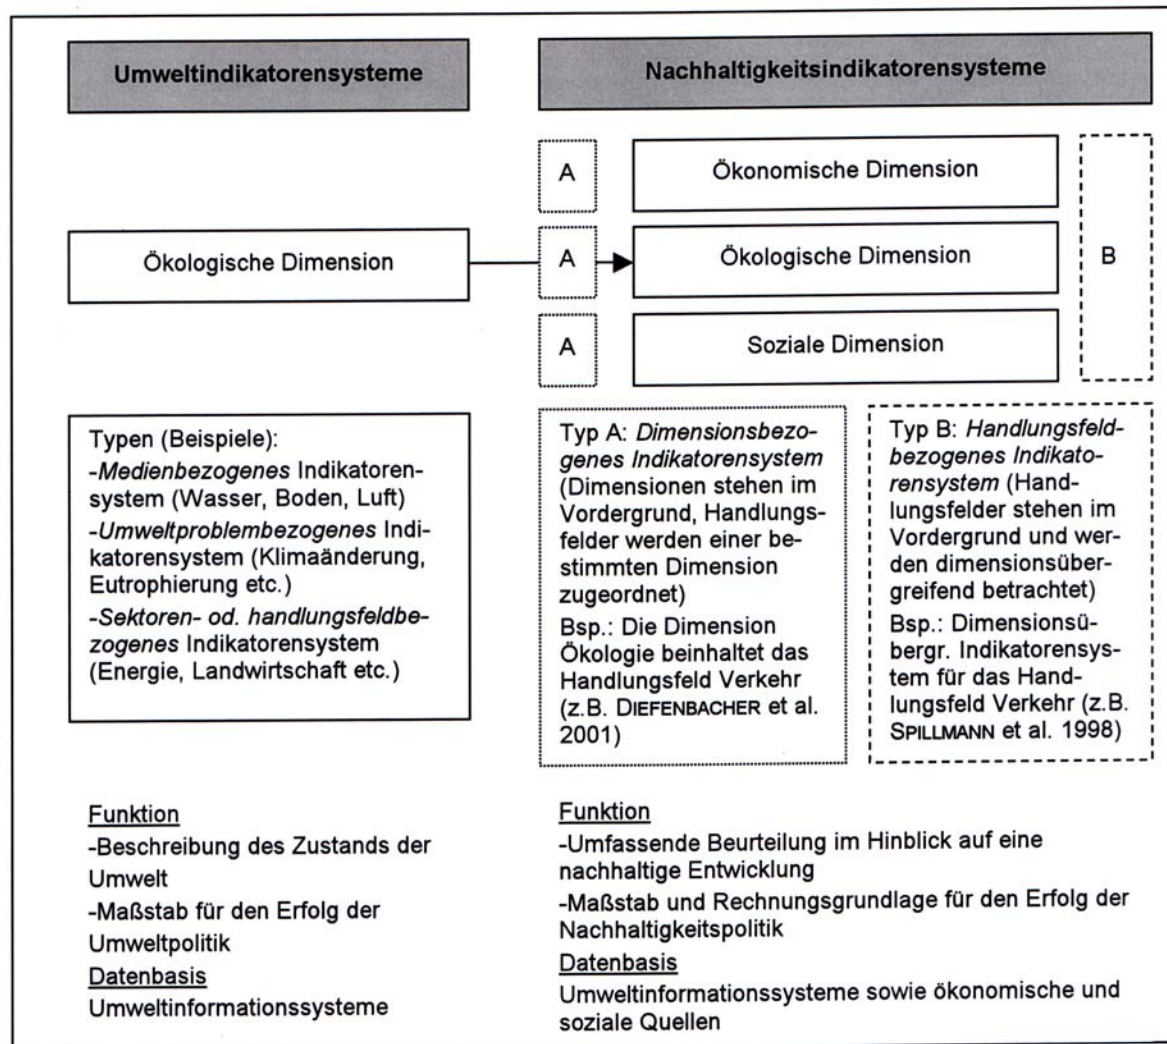 Umweltindikatorensysteme
Nachhaltigkeitsindikatorensysteme
A
Ökonomische Dimension
Ökologische Dimension
A
Ökologische Dimension
B
A
Soziale Dimension
Typen (Beispiele):
-Medienbezogenes Indikatoren-
system (Wasser, Boden, Luft)
-Umweltproblembezogenes Indi-
katorensystem (Klimaänderung,
Eutrophierung etc.)
-Sektoren- od. handlungsfeldbe-
zogenes Indikatorensystem
(Energie, Landwirtschaft etc.)
Typ A: Dimensionsbezo-
genes Indikatorensystem
(Dimensionen stehen im
Vordergrund, Handlungs-
felder werden einer be-
stimmten Dimension
zugeordnet)
Bsp.: Die Dimension
Ökologie beinhaltet das
Handlungsfeld Verkehr
(z.B. DIEFENBACHER et al.
2001)
Typ B: Handlungsfeld-
bezogenes Indikato-
rensystem (Hand-
lungsfelder stehen im
Vordergrund und wer-
den dimensionsüber-
greifend betrachtet)
Bsp.: Dimensionsü-
bergr. Indikatorensys-
tem für das Hand-
lungsfeld Verkehr (z.B.
SPILLMANN et al. 1998)
Funktion
-Beschreibung des Zustands der
Umwelt
-Maßstab für den Erfolg der
Umweltpolitik
Datenbasis
Umweltinformationssysteme
Funktion
-Umfassende Beurteilung im Hinblick auf eine
nachhaltige Entwicklung
-Maßstab und Rechnungsgrundlage für den Erfolg der
Nachhaltigkeitspolitik
Datenbasis
Umweltinformationssysteme sowie ökonomische und
soziale Quellen